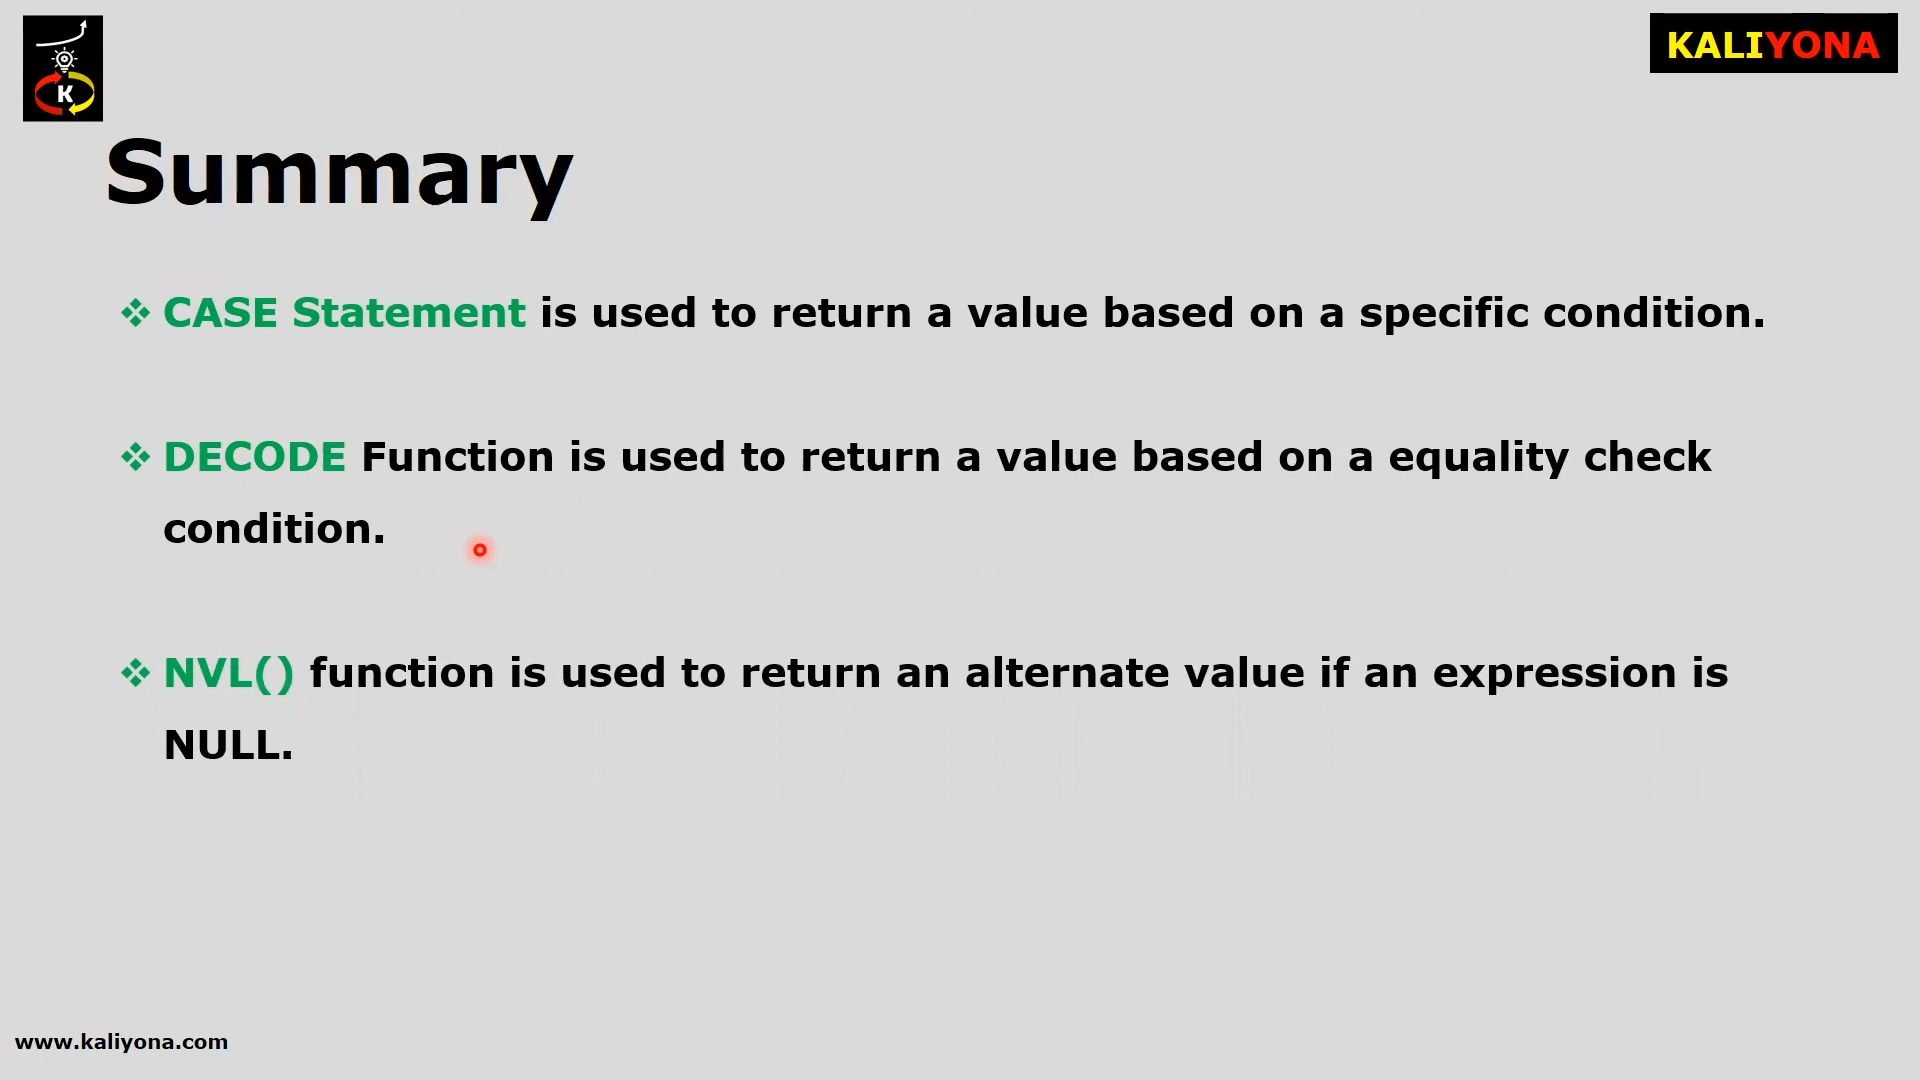 K
KALIYONA
Summary
❖ CASE Statement is used to return a value based on a specific condition.
❖ DECODE Function is used to return a value based on a equality check
condition.
❖ NVL() function is used to return an alternate value if an expression is
NULL.
www.kaliyona.com